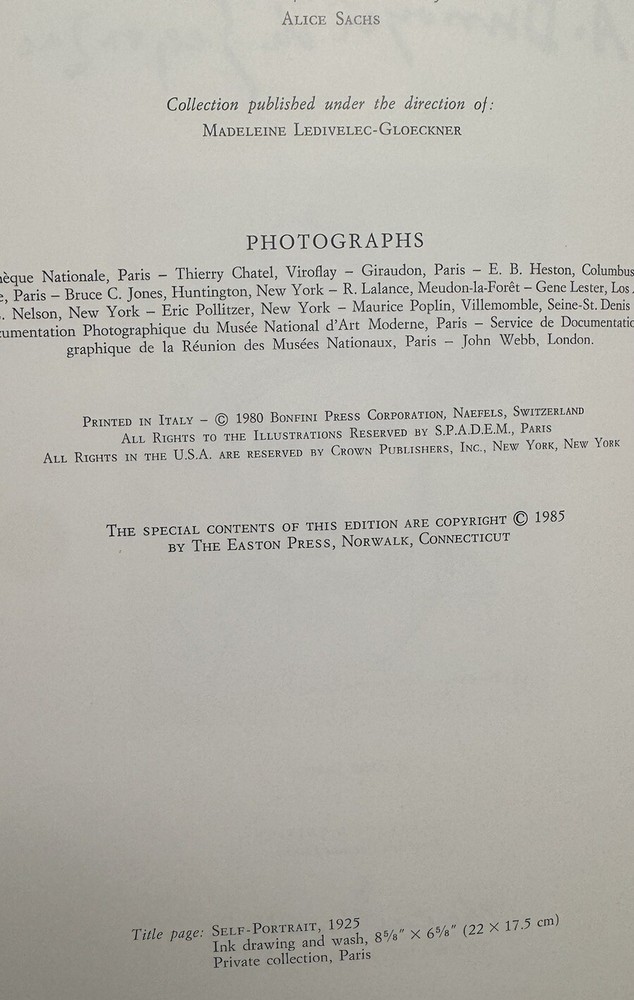 ALICE SACHS
Collection published under the direction of:
MADELEINE LEDIVELEC-GLOECKNER
PHOTOGRAPHS
hèque Nationale, Paris – Thierry Chatel, Viroflay – Giraudon, Paris – E. B. Heston, Columbus
e, Paris – Bruce C. Jones, Huntington, New York – R. Lalance, Meudon-la-Forêt – Gene Lester, Los
. Nelson, New York – Eric Pollitzer, New York – Maurice Poplin, Villemomble, Seine-St. Denis
cumentation Photographique du Musée National d'Art Moderne, Paris – Service de Documentatio
graphique de la Réunion des Musées Nationaux, Paris – John Webb, London.
PRINTED IN ITALY – © 1980 BONFINI PRESS CORPORATION, NAEFELS, SWITZERLAND
ALL RIGHTS TO THE ILLUSTRATIONS RESERVED BY S.P.A.D.E.M., PARIS
ALL RIGHTS IN THE U.S.A. ARE RESERVED BY CROWN PUBLISHERS, INC., NEW YORK, NEW YORK
THE SPECIAL CONTENTS OF THIS EDITION ARE COPYRIGHT © 1985
BY THE EASTON PRESS, NORWALK, CONNECTICUT
Title page: SELF-PORTRAIT, 1925
Ink drawing and wash, 8⅝" × 6⅝" (22 × 17.5 cm)
Private collection, Paris